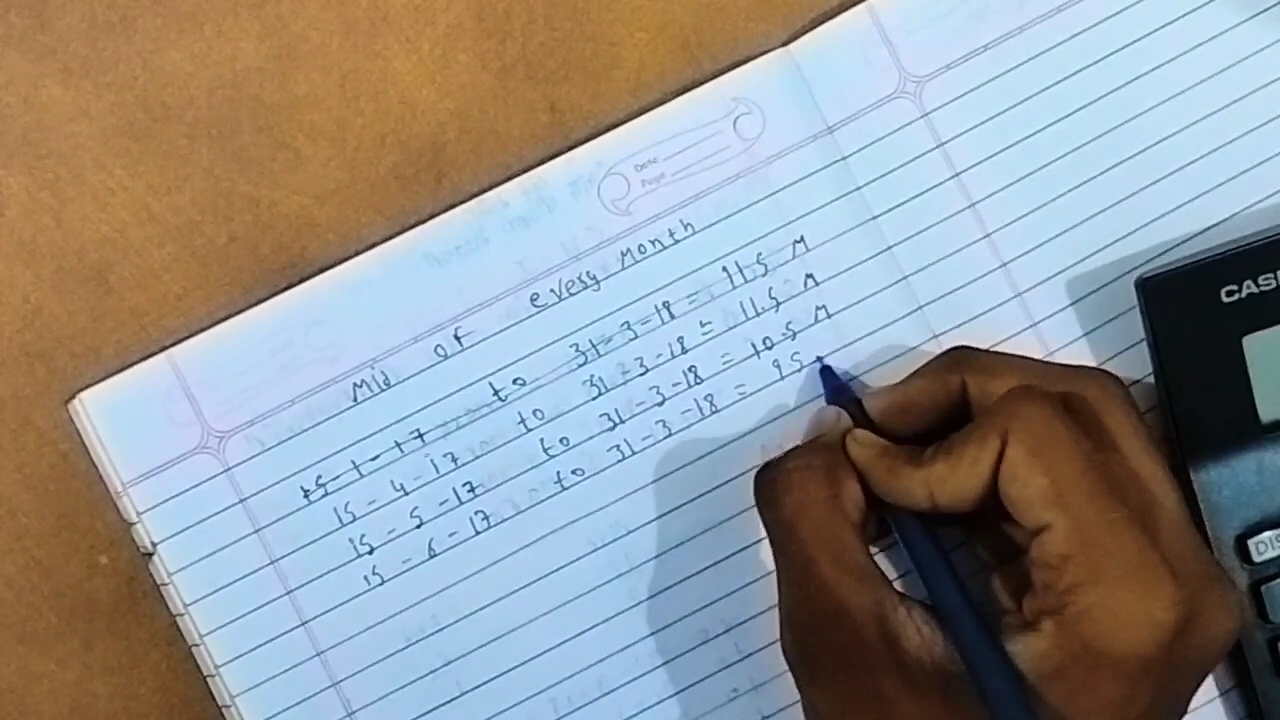 Date
Page
Mid of every Month
15-1-17 to 31-3-18 = 11.5 M
15-4-17 to 31-3-18 = 11.5 M
15-5-17 to 31-3-18 = 10.5 M
15-6-17 to 31-3-18 = 9.5
CASI
DIS